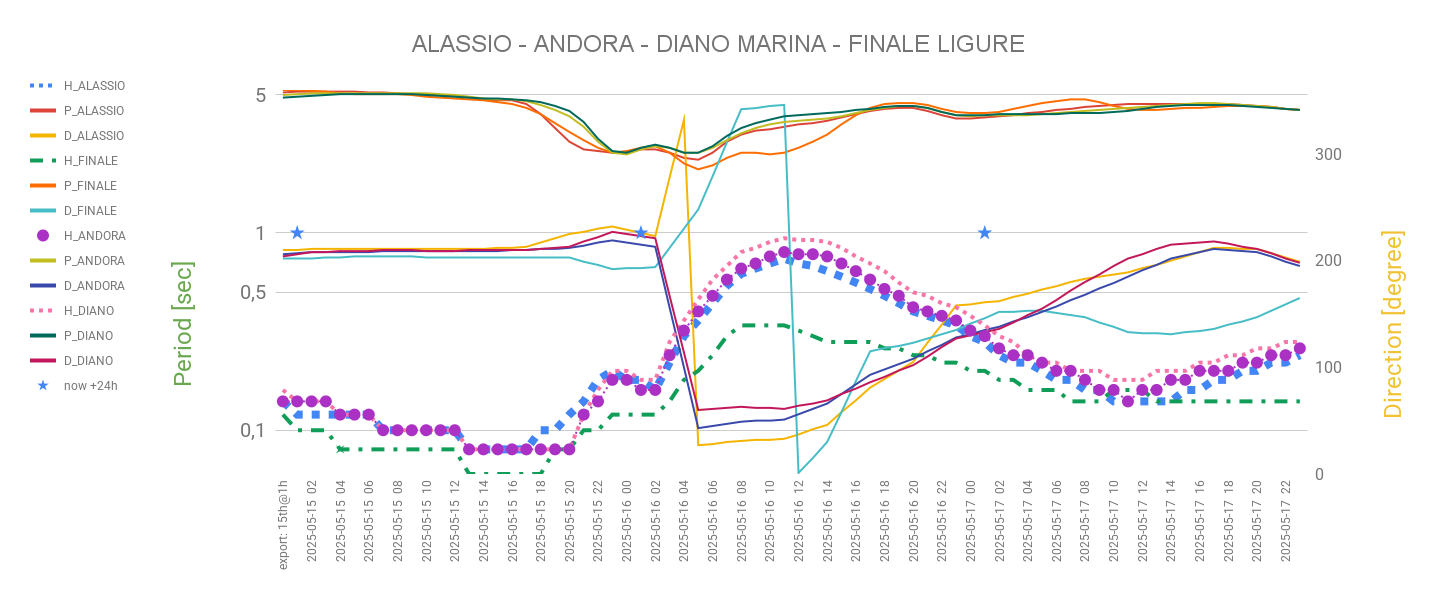 ALASSIO - ANDORA - DIANO MARINA - FINALE LIGURE
H_ALASSIO
P_ALASSIO
D_ALASSIO
H_FINALE
P_FINALE
D_FINALE
H_ANDORA
P_ANDORA
D_ANDORA
H_DIANO
P_DIANO
D_DIANO
now +24h
Period [sec]
5
1
0,5
0,1
300
200
100
0
Direction [degree]
export: 15th@1h
2025-05-15 02
2025-05-15 04
2025-05-15 06
2025-05-15 08
2025-05-15 10
2025-05-15 12
2025-05-15 14
2025-05-15 16
2025-05-15 18
2025-05-15 20
2025-05-15 22
2025-05-16 00
2025-05-16 02
2025-05-16 04
2025-05-16 06
2025-05-16 08
2025-05-16 10
2025-05-16 12
2025-05-16 14
2025-05-16 16
2025-05-16 18
2025-05-16 20
2025-05-16 22
2025-05-17 00
2025-05-17 02
2025-05-17 04
2025-05-17 06
2025-05-17 08
2025-05-17 10
2025-05-17 12
2025-05-17 14
2025-05-17 16
2025-05-17 18
2025-05-17 20
2025-05-17 22